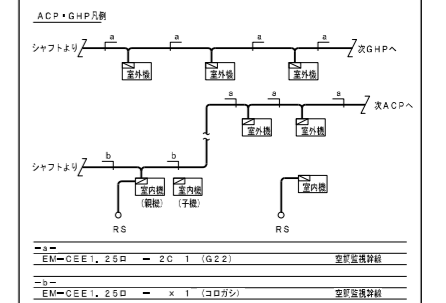 ACP・GHP凡例
a a a a
シャフトより 次GHPへ
室外機 室外機 室外機
a a a
次ACPへ
室外機 室外機
b b
シャフトより
室内機 室内機 室内機
(親機) (子機)
RS RS
-a-
EM-CEE1.25□ - 2C 1 (G22) 空調監視幹線
-b-
EM-CEE1.25□ - × 1 (コロガシ) 空調監視幹線